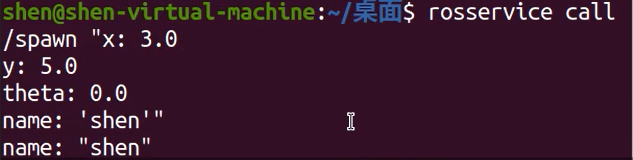 shen@shen-virtual-machine:~/桌面$ rosservice call
/spawn "x: 3.0
y: 5.0
theta: 0.0
name: 'shen'"
name: "shen"